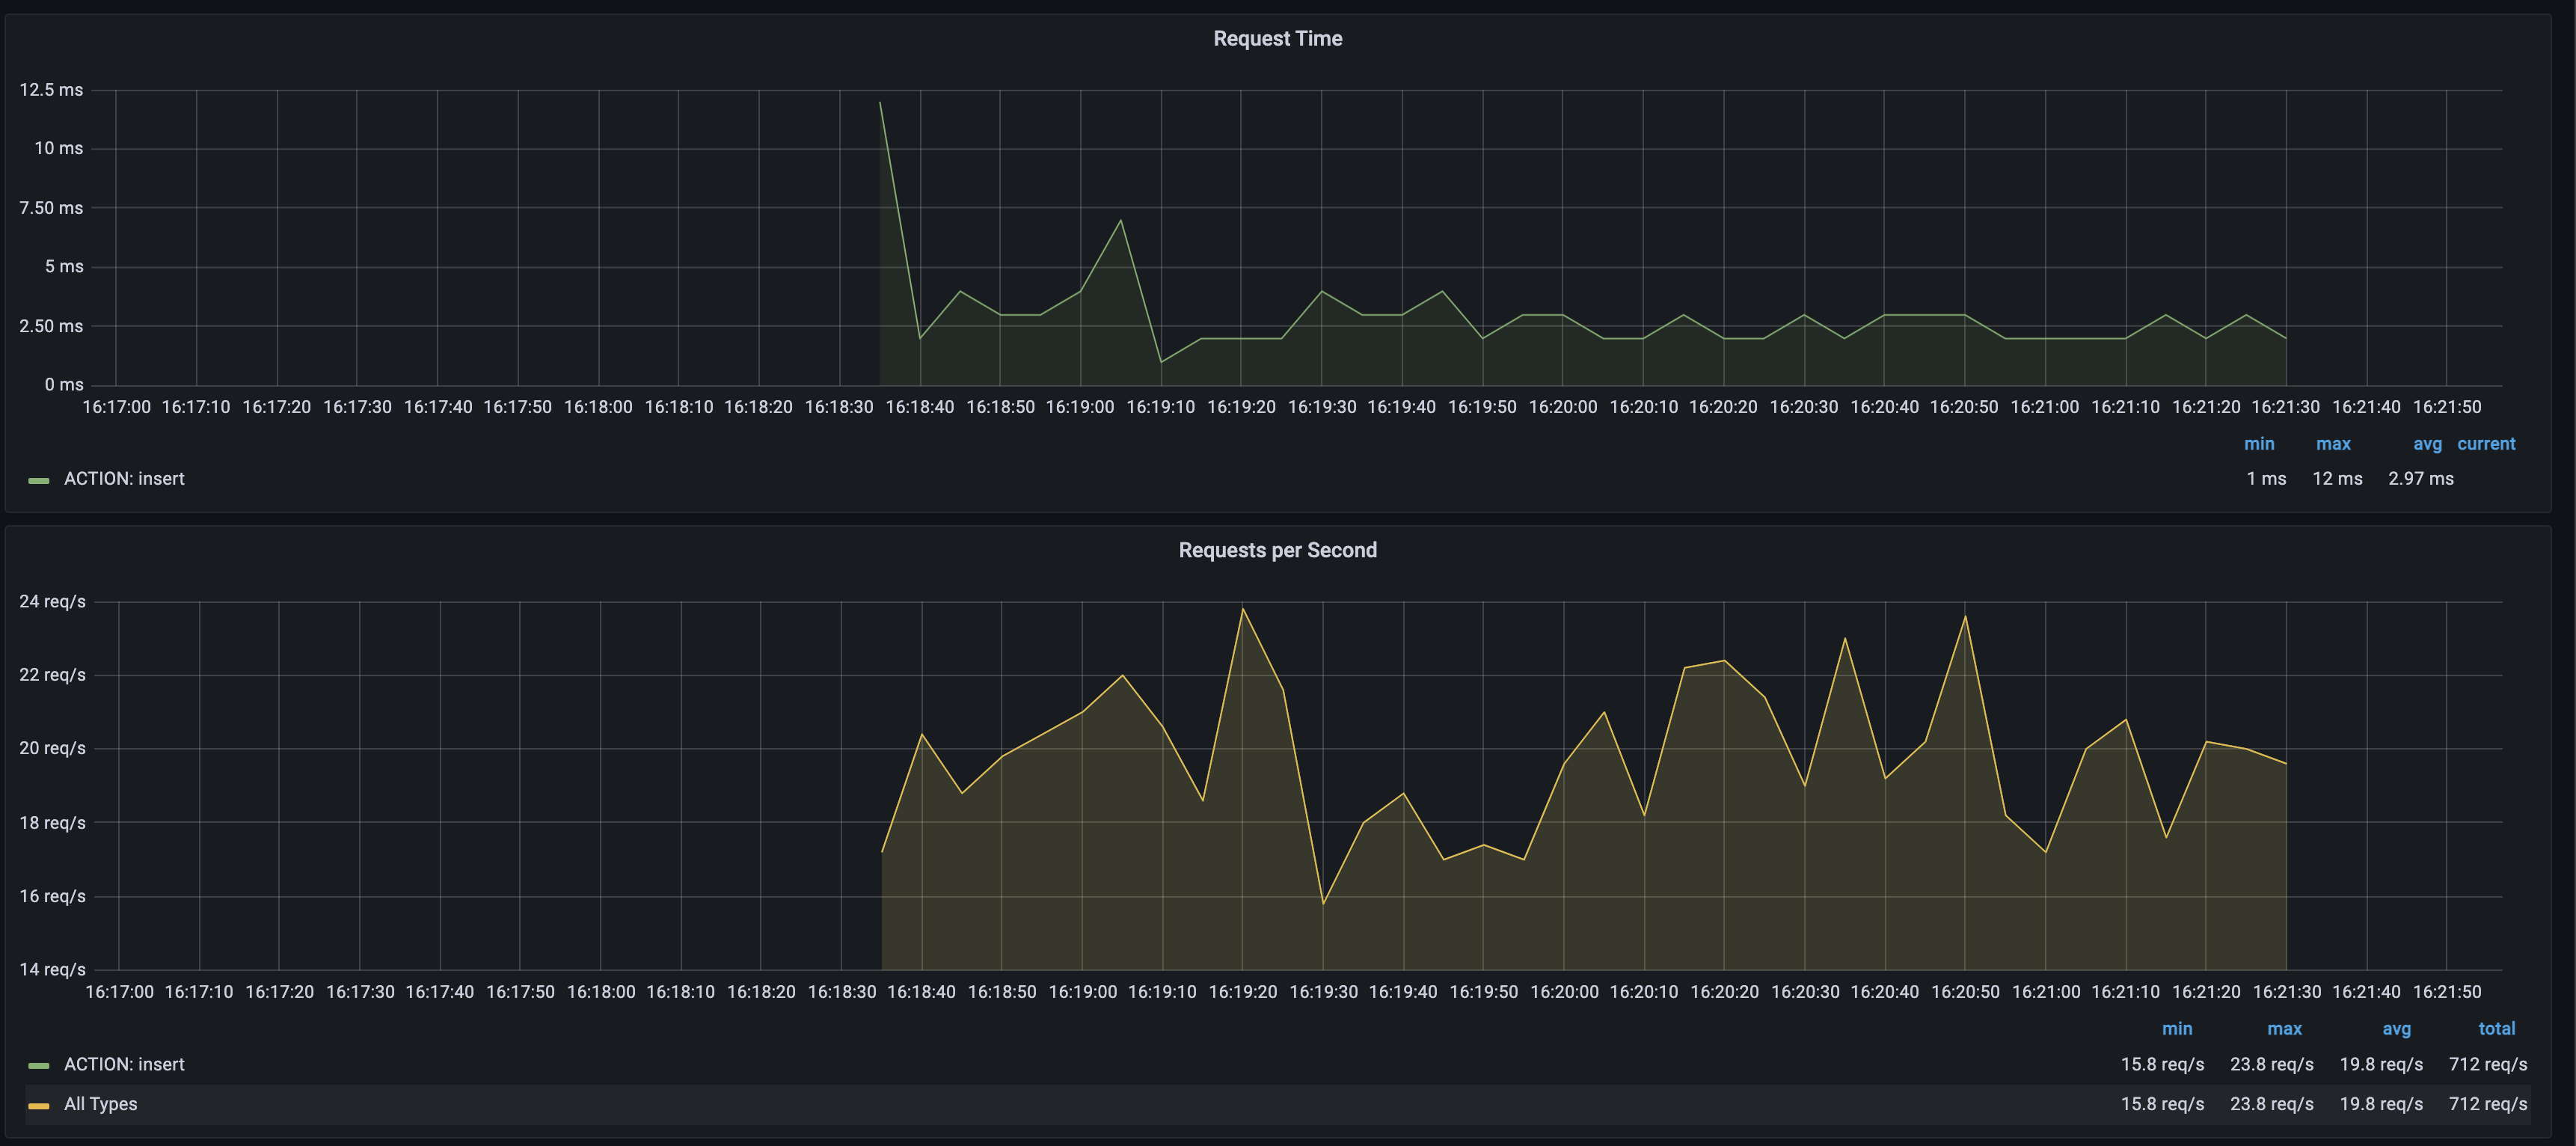 Request Time
12.5 ms
10 ms
7.50 ms
5 ms
2.50 ms
0 ms
16:17:00 16:17:10 16:17:20 16:17:30 16:17:40 16:17:50 16:18:00 16:18:10 16:18:20 16:18:30 16:18:40 16:18:50 16:19:00 16:19:10 16:19:20 16:19:30 16:19:40 16:19:50 16:20:00 16:20:10 16:20:20 16:20:30 16:20:40 16:20:50 16:21:00 16:21:10 16:21:20 16:21:30 16:21:40 16:21:50
min max avg current
ACTION: insert 1 ms 12 ms 2.97 ms
Requests per Second
24 req/s
22 req/s
20 req/s
18 req/s
16 req/s
14 req/s
16:17:00 16:17:10 16:17:20 16:17:30 16:17:40 16:17:50 16:18:00 16:18:10 16:18:20 16:18:30 16:18:40 16:18:50 16:19:00 16:19:10 16:19:20 16:19:30 16:19:40 16:19:50 16:20:00 16:20:10 16:20:20 16:20:30 16:20:40 16:20:50 16:21:00 16:21:10 16:21:20 16:21:30 16:21:40 16:21:50
min max avg total
ACTION: insert 15.8 req/s 23.8 req/s 19.8 req/s 712 req/s
All Types 15.8 req/s 23.8 req/s 19.8 req/s 712 req/s